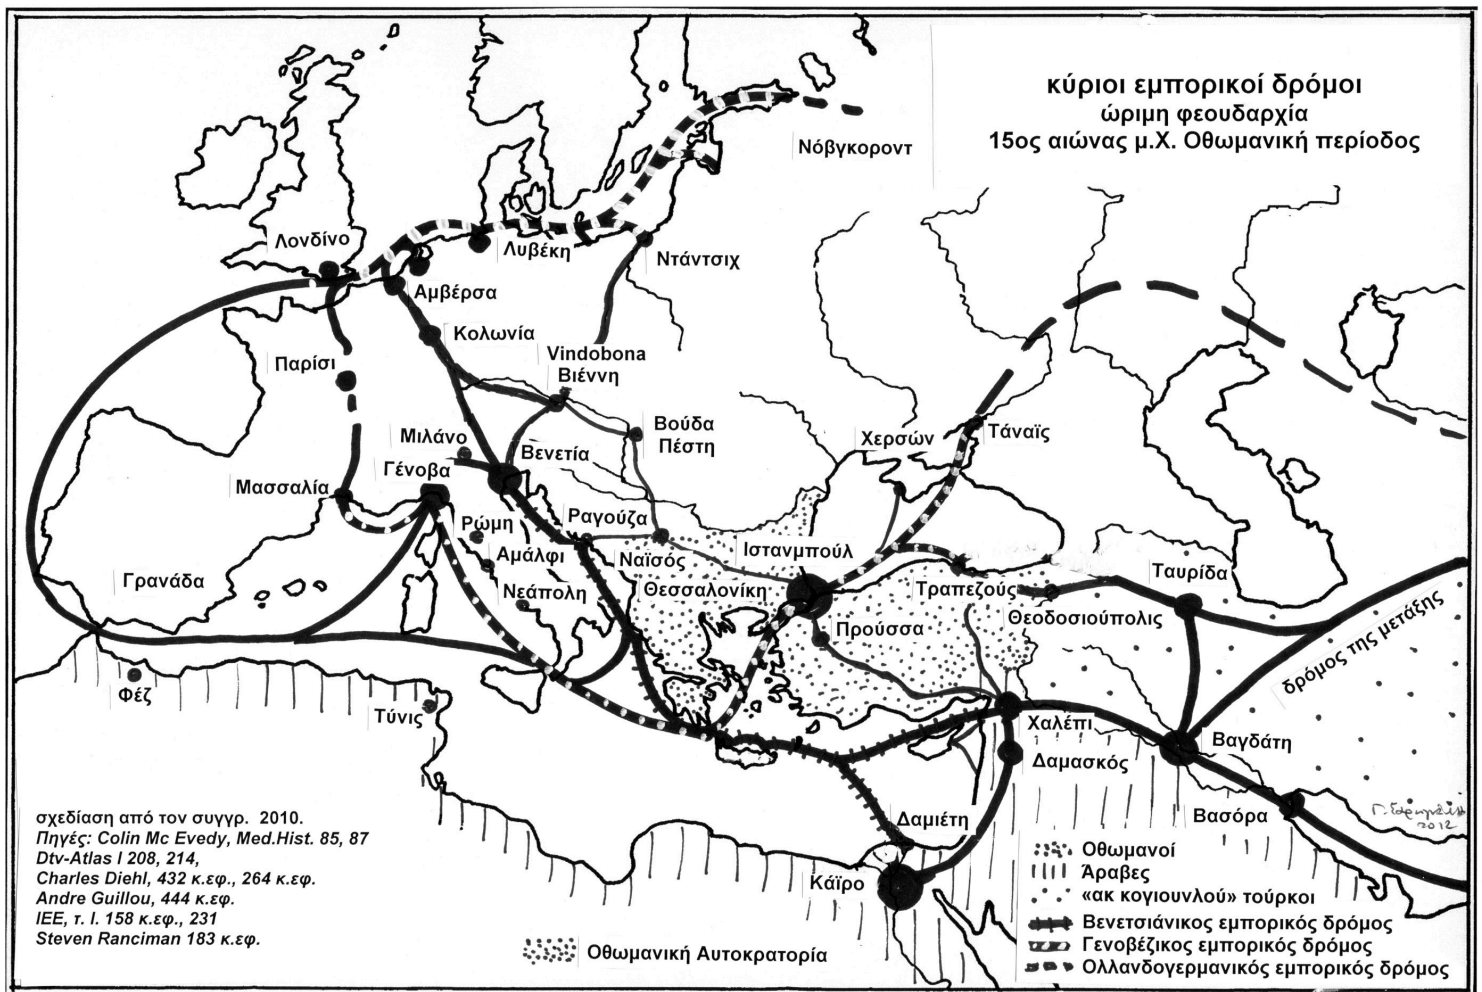 κύριοι εμπορικοί δρόμοι
ώριμη φεουδαρχία
15ος αιώνας μ.Χ. Οθωμανική περίοδος
Νόβγκοροντ
Λονδίνο
Λυβέκη
Ντάντσιχ
Αμβέρσα
Κολωνία
Παρίσι
Vindobona
Βιέννη
Βούδα
Πέστη
Μιλάνο
Γένοβα
Βενετία
Χερσών
Τάναϊς
Μασσαλία
Ρώμη
Ραγούζα
Αμάλφι
Ναϊσός
Ιστανμπούλ
Γρανάδα
Νεάπολη
Θεσσαλονίκη
Τραπεζούς
Ταυρίδα
Θεοδοσιούπολις
Προύσσα
δρόμος της μετάξης
Φέζ
Τύνις
Χαλέπι
Βαγδάτη
Δαμασκός
Βασόρα
Δαμιέτη
Κάϊρο
2012
σχεδίαση από τον συγγρ. 2010.
Πηγές: Colin Mc Evedy, Med.Hist. 85, 87
Dtv-Atlas I 208, 214,
Charles Diehl, 432 κ.εφ., 264 κ.εφ.
Andre Guillou, 444 κ.εφ.
IEE, τ. Ι. 158 κ.εφ., 231
Steven Ranciman 183 κ.εφ.
Οθωμανική Αυτοκρατορία
Οθωμανοί
Άραβες
«ακ κογιουνλού» τούρκοι
Βενετσιάνικος εμπορικός δρόμος
Γενοβέζικος εμπορικός δρόμος
Ολλανδογερμανικός εμπορικός δρόμος